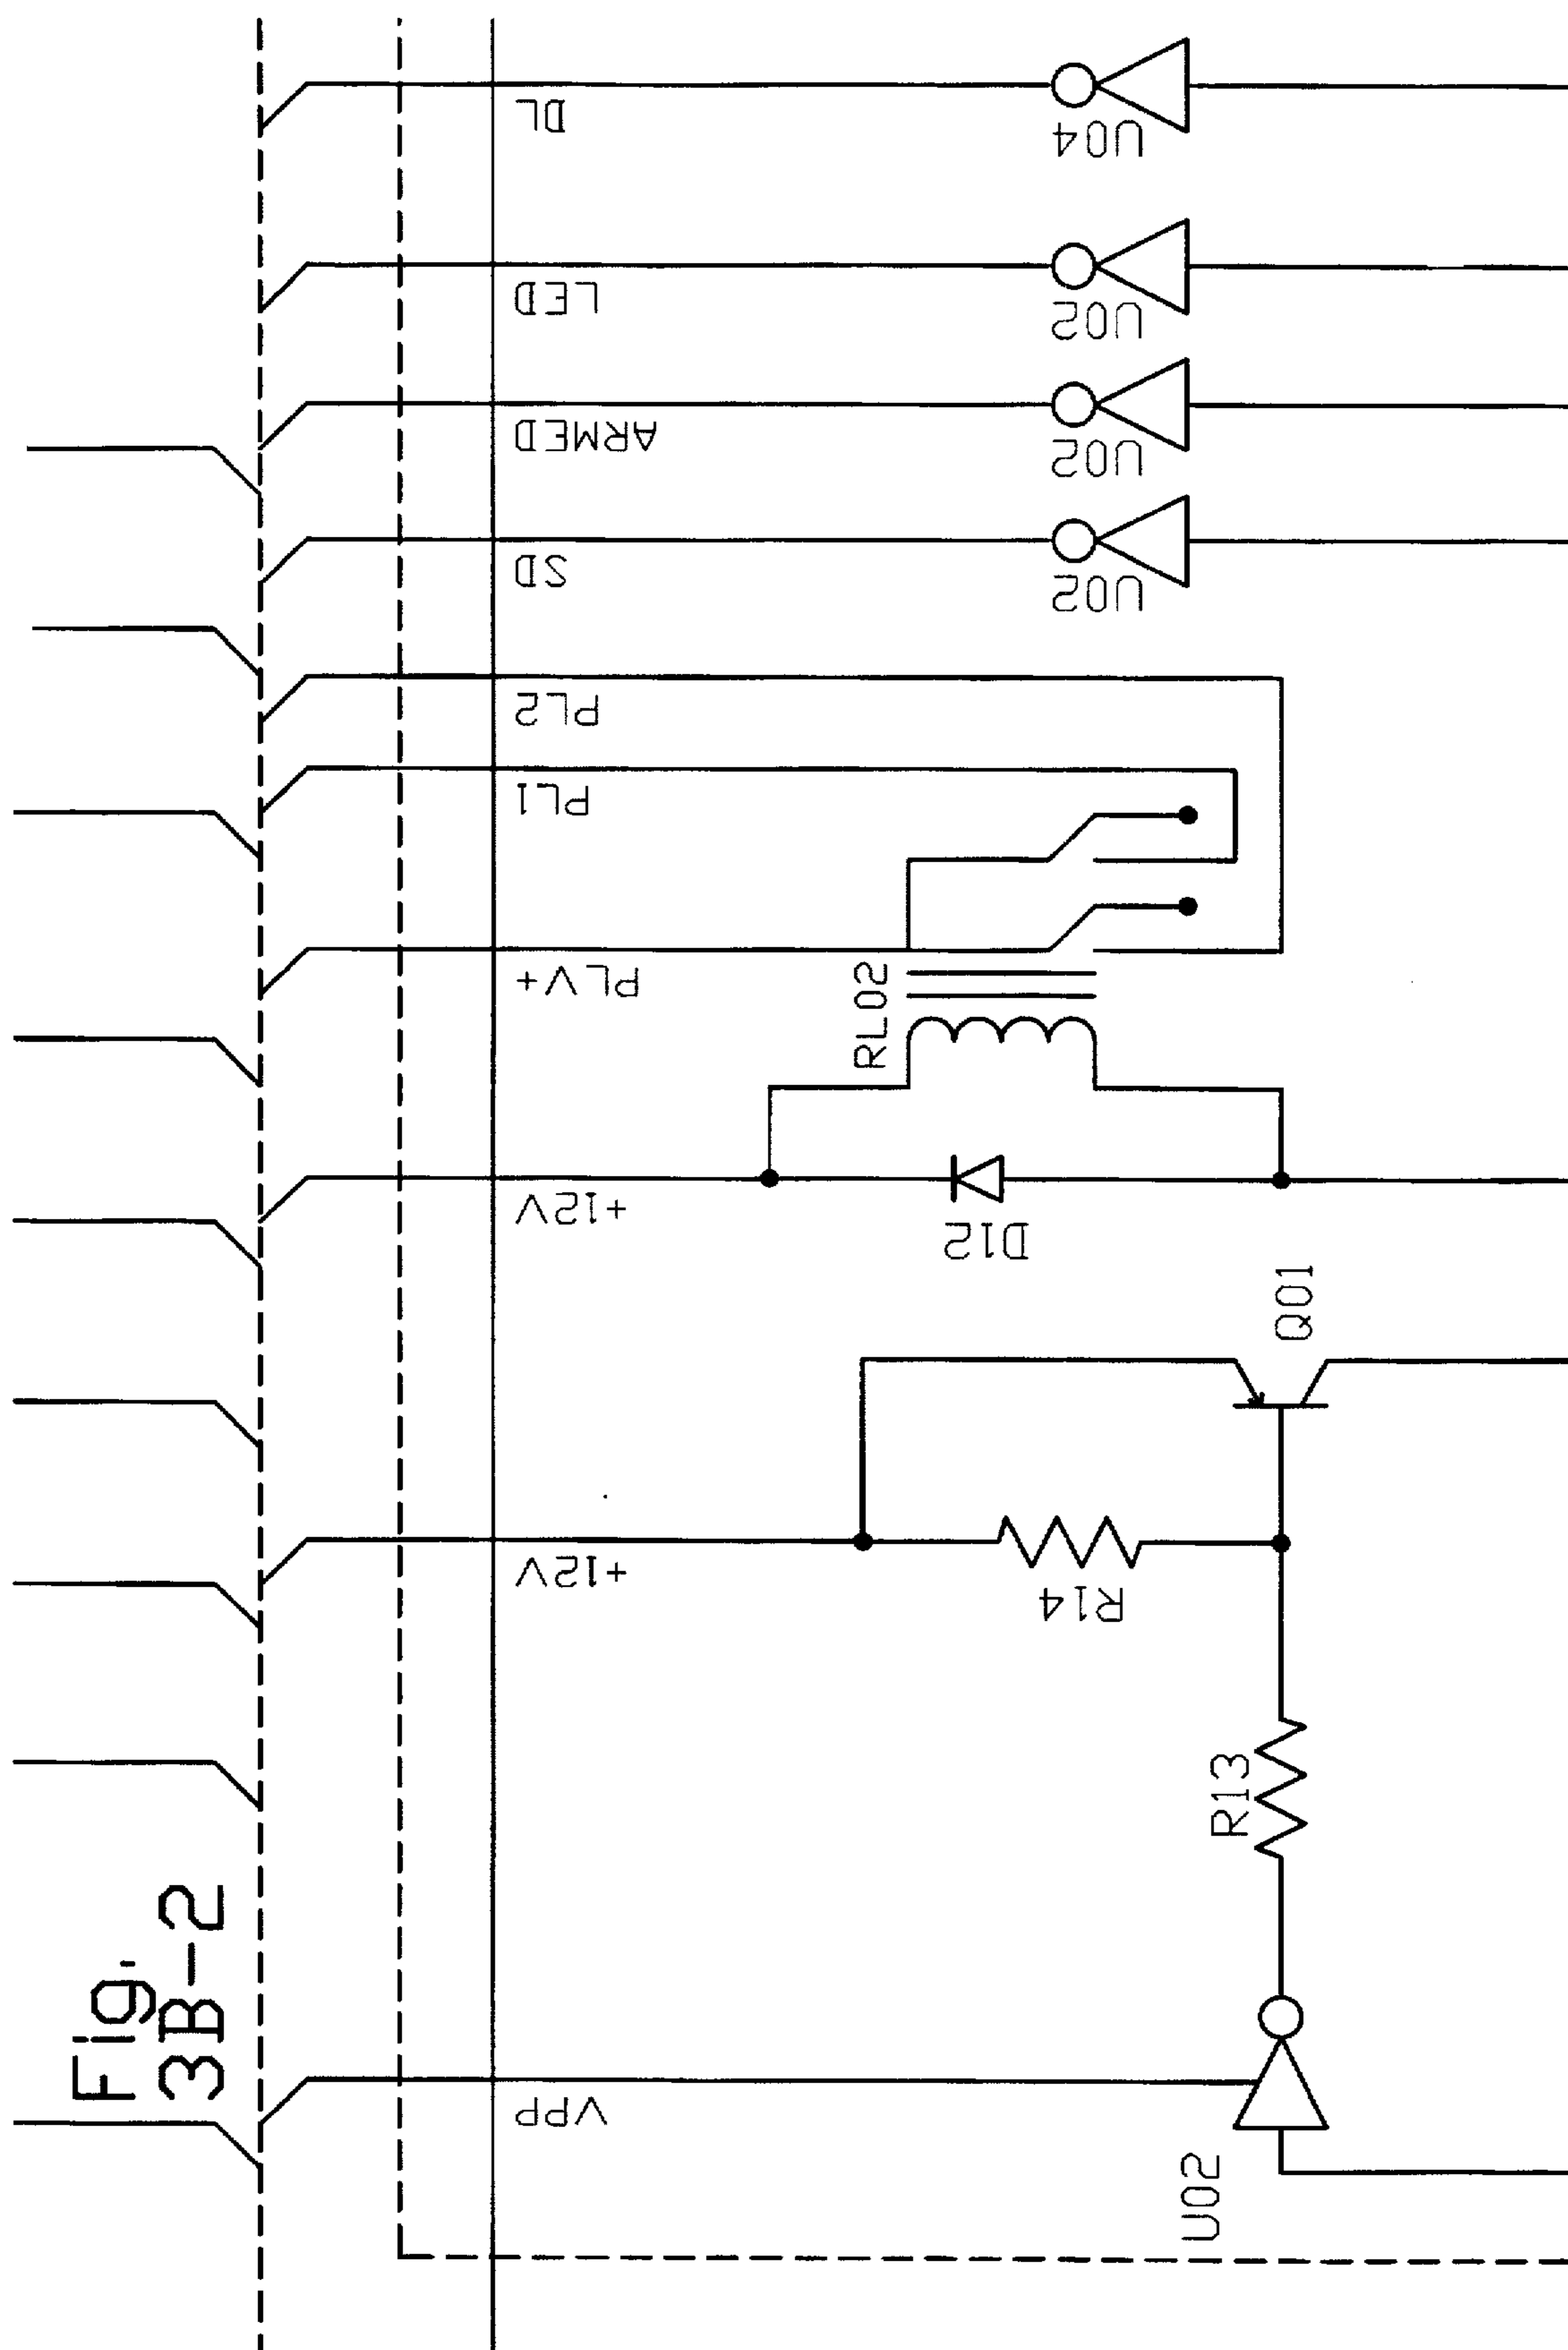 Fig.
3B-2
DL
U04
LED
U02
ARMED
U02
SD
U02
PL2
PL1
PLV+
RL02
+12V
D12
Q01
+12V
R14
R13
VPP
U02